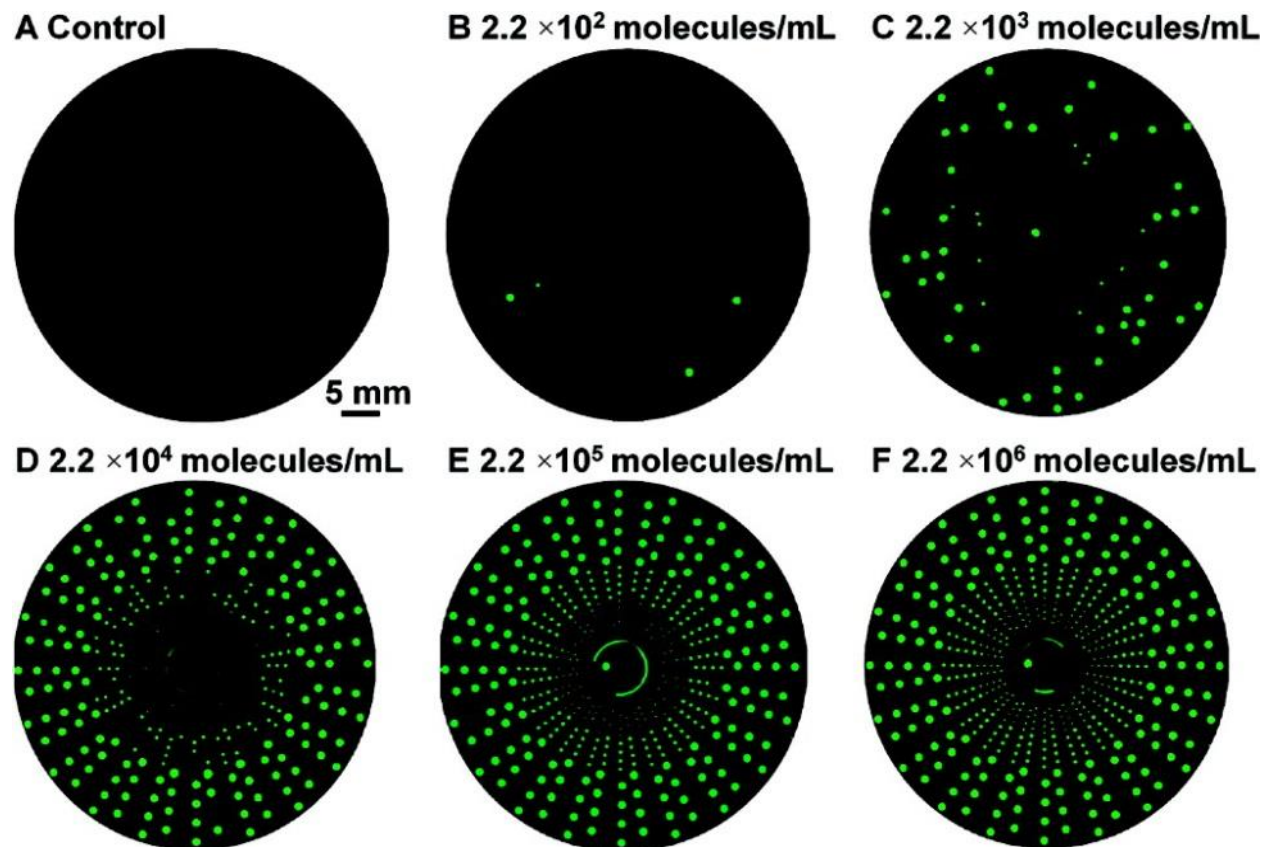 A Control
B 2.2 ×10² molecules/mL
C 2.2 ×10³ molecules/mL
5 mm
D 2.2 ×10⁴ molecules/mL
E 2.2 ×10⁵ molecules/mL
F 2.2 ×10⁶ molecules/mL